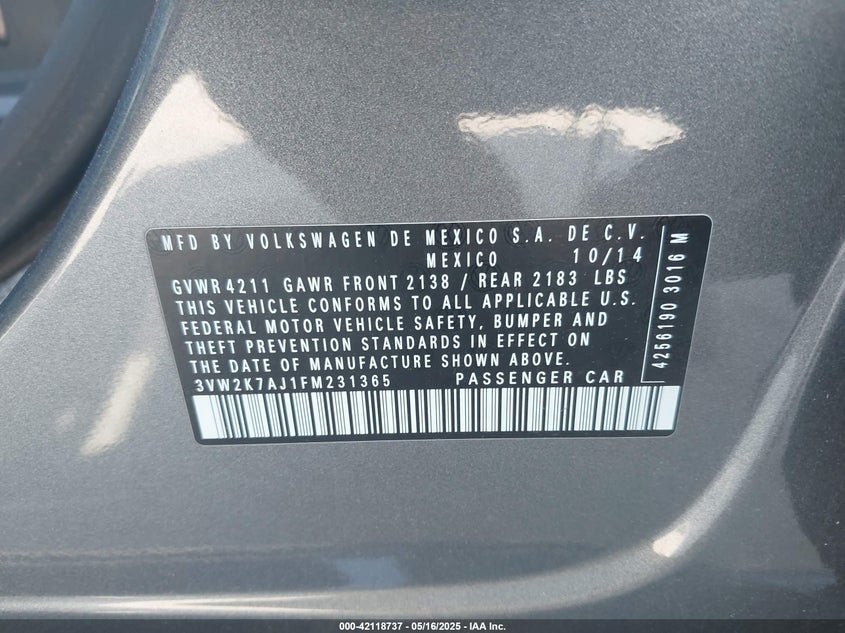 MFD BY VOLKSWAGEN DE MEXICO S.A. DE C.V.
MEXICO 10/14
GVWR 4211 GAWR FRONT 2138 / REAR 2183 LBS
THIS VEHICLE CONFORMS TO ALL APPLICABLE U.S.
FEDERAL MOTOR VEHICLE SAFETY, BUMPER AND
THEFT PREVENTION STANDARDS IN EFFECT ON
THE DATE OF MANUFACTURE SHOWN ABOVE.
3VW2K7AJ1FM231365 PASSENGER CAR
4256190 3016 M
000-42118737 - 05/16/2025 - IAA Inc.